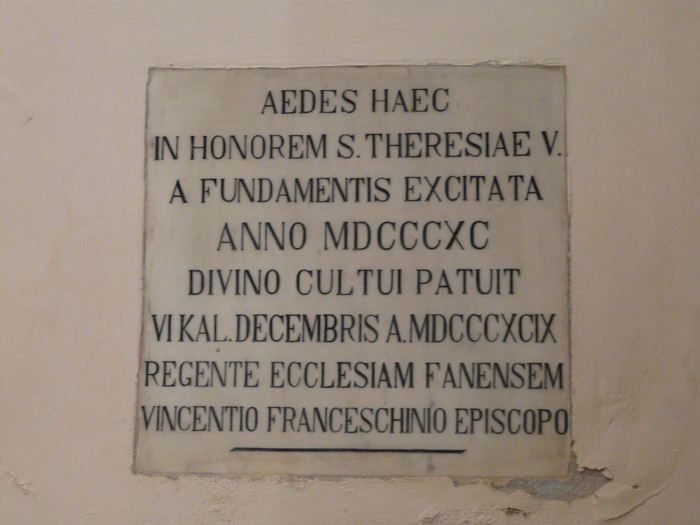 AEDES HAEC
IN HONOREM S. THERESIAE V.
A FUNDAMENTIS EXCITATA
ANNO MDCCCXC
DIVINO CULTUI PATUIT
VI KAL. DECEMBRIS A. MDCCCXCIX
REGENTE ECCLESIAM FANENSEM
VINCENTIO FRANCESCHINIO EPISCOPO